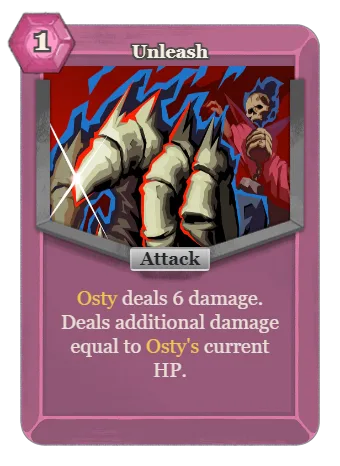 1
Unleash
Attack
Osty deals 6 damage.
Deals additional damage
equal to Osty's current
HP.